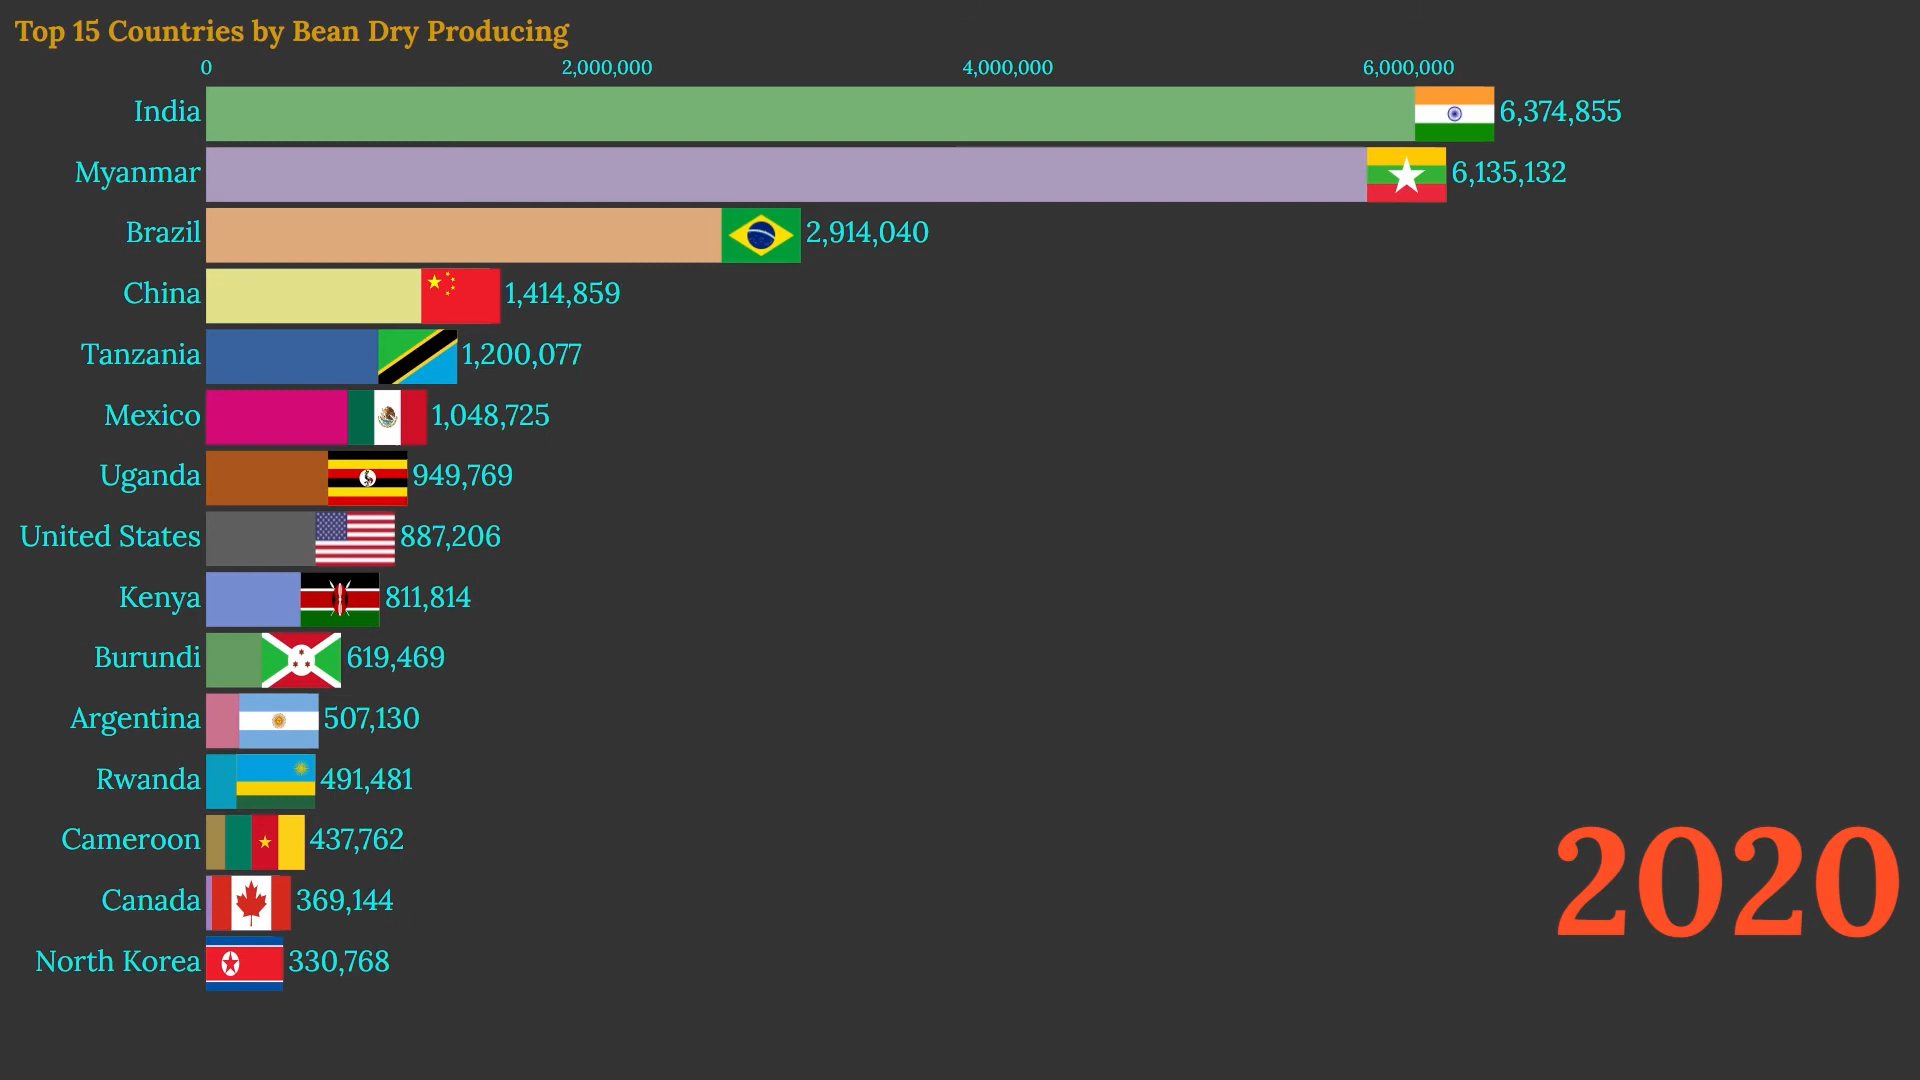 Top 15 Countries by Bean Dry Producing
0 2,000,000 4,000,000 6,000,000
India 6,374,855
Myanmar 6,135,132
Brazil 2,914,040
China 1,414,859
Tanzania 1,200,077
Mexico 1,048,725
Uganda 949,769
United States 887,206
Kenya 811,814
Burundi 619,469
Argentina 507,130
Rwanda 491,481
Cameroon 437,762
Canada 369,144
North Korea 330,768
2020